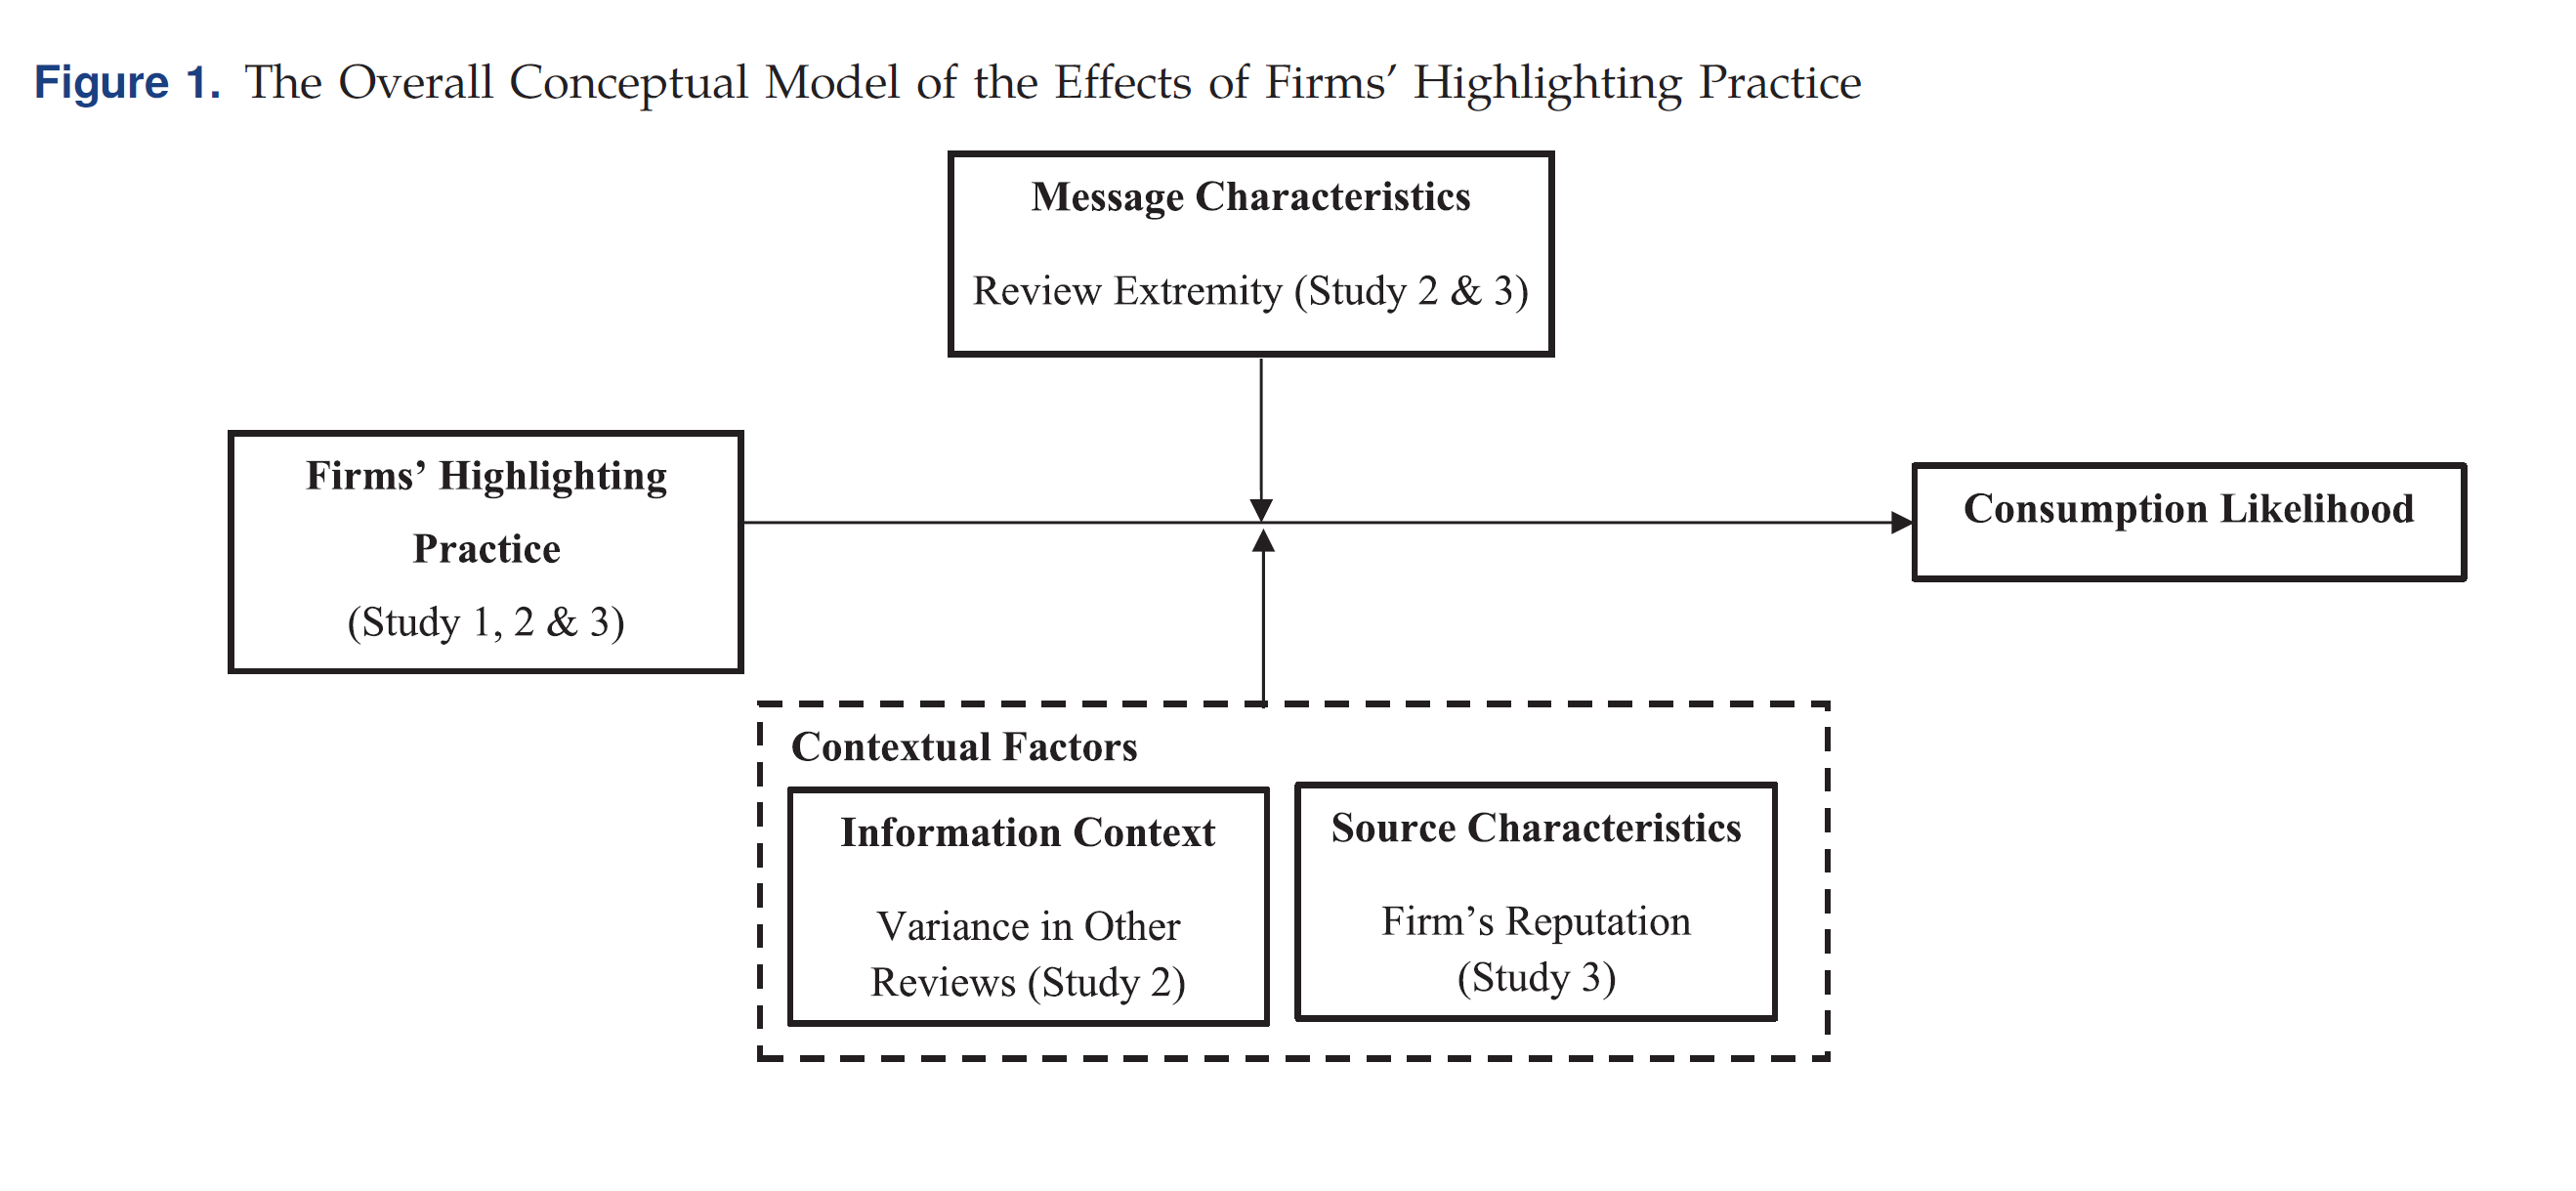 Figure 1. The Overall Conceptual Model of the Effects of Firms’ Highlighting Practice
Message Characteristics
Review Extremity (Study 2 & 3)
Firms’ Highlighting
Practice
(Study 1, 2 & 3)
Consumption Likelihood
Contextual Factors
Information Context
Variance in Other
Reviews (Study 2)
Source Characteristics
Firm’s Reputation
(Study 3)